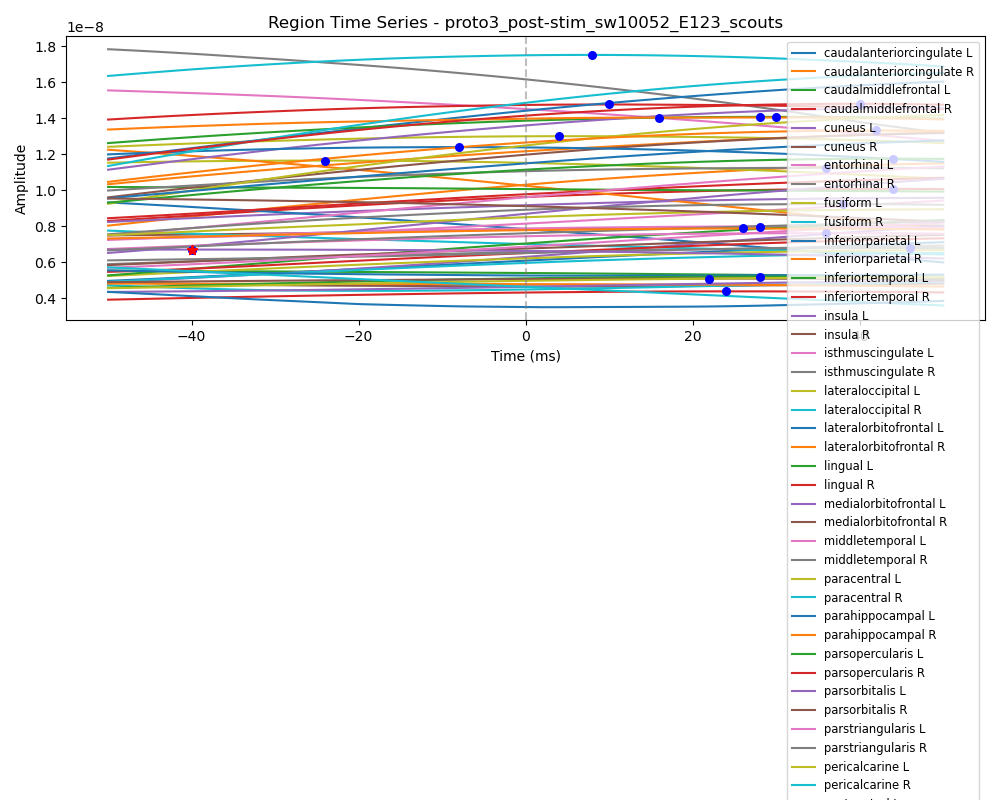 Region Time Series - proto3_post-stim_sw10052_E123_scouts
1e−8
1.8
1.6
1.4
1.2
1.0
0.8
0.6
0.4
Amplitude
−40
−20
0
20
Time (ms)
caudalanteriorcingulate L
caudalanteriorcingulate R
caudalmiddlefrontal L
caudalmiddlefrontal R
cuneus L
cuneus R
entorhinal L
entorhinal R
fusiform L
fusiform R
inferiorparietal L
inferiorparietal R
inferiortemporal L
inferiortemporal R
insula L
insula R
isthmuscingulate L
isthmuscingulate R
lateraloccipital L
lateraloccipital R
lateralorbitofrontal L
lateralorbitofrontal R
lingual L
lingual R
medialorbitofrontal L
medialorbitofrontal R
middletemporal L
middletemporal R
paracentral L
paracentral R
parahippocampal L
parahippocampal R
parsopercularis L
parsopercularis R
parsorbitalis L
parsorbitalis R
parstriangularis L
parstriangularis R
pericalcarine L
pericalcarine R